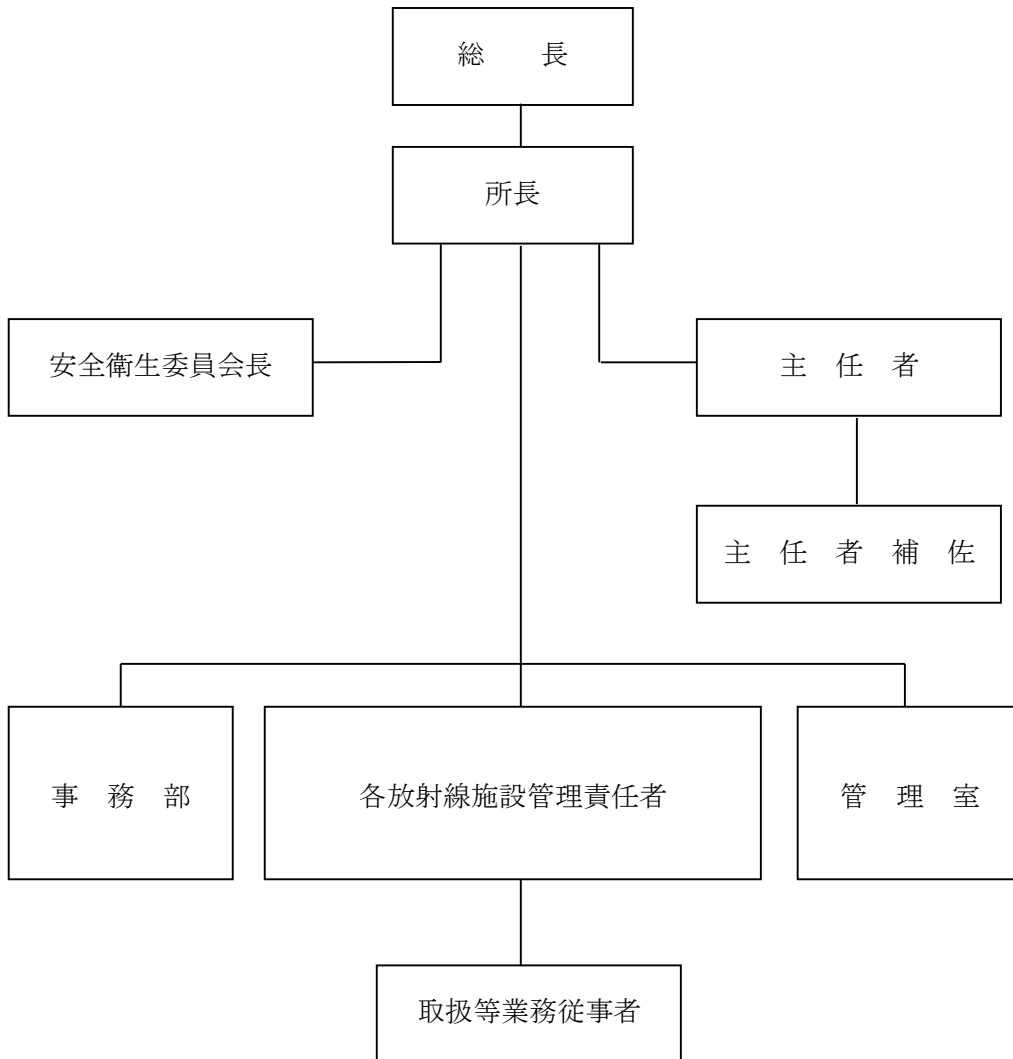 総　　長
所長
安全衛生委員会長
主　任　者
主　任　者　補　佐
事　務　部
各放射線施設管理責任者
管　理　室
取扱等業務従事者